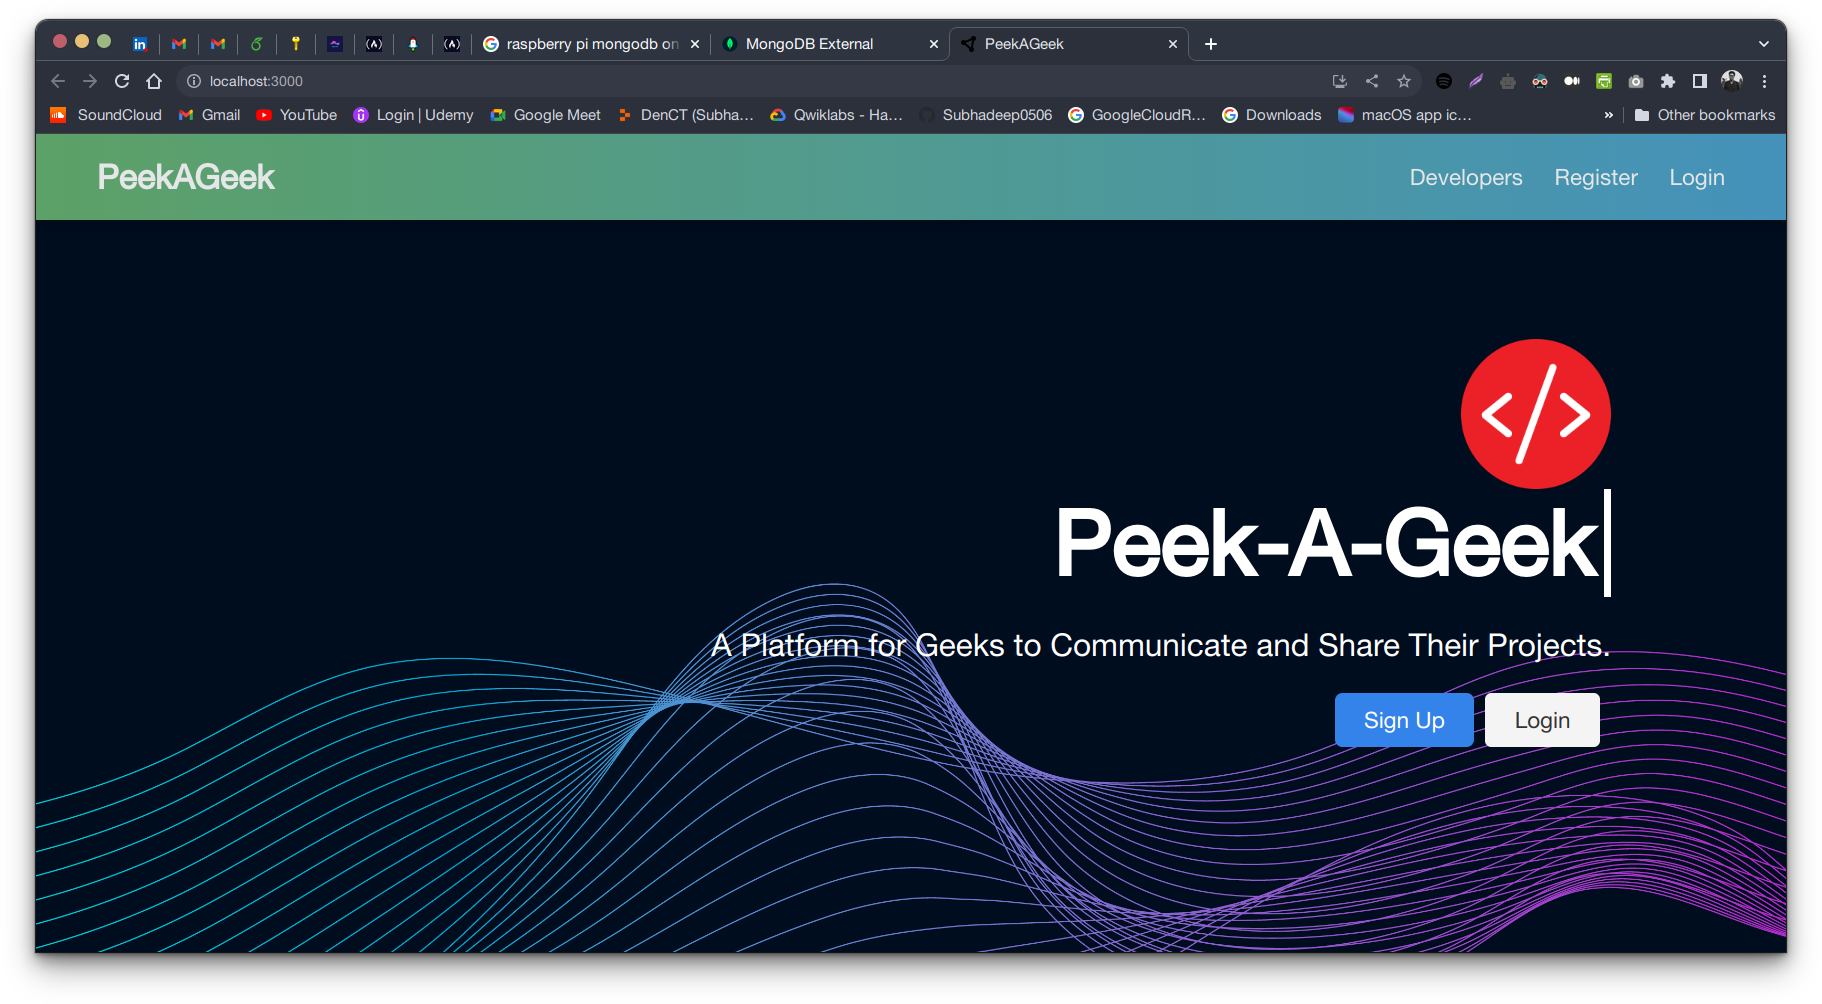 raspberry pi mongodb on
MongoDB External
PeekAGeek
localhost:3000
SoundCloud
Gmail
YouTube
Login | Udemy
Google Meet
DenCT (Subha...
Qwiklabs - Ha...
Subhadeep0506
GoogleCloudR...
Downloads
macOS app ic...
»
Other bookmarks
PeekAGeek
Developers
Register
Login
</>
Peek-A-Geek
A Platform for Geeks to Communicate and Share Their Projects.
Sign Up
Login